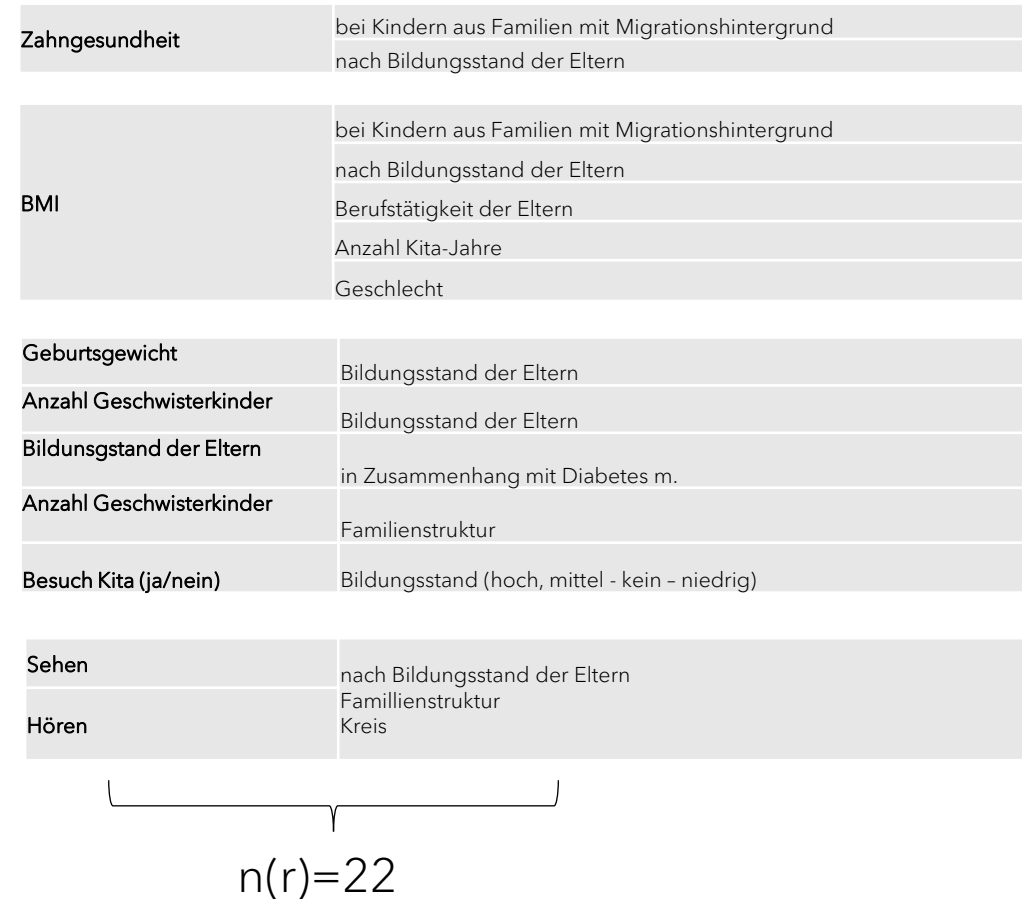 Zahngesundheit
bei Kindern aus Familien mit Migrationshintergrund
nach Bildungsstand der Eltern
BMI
bei Kindern aus Familien mit Migrationshintergrund
nach Bildungsstand der Eltern
Berufstätigkeit der Eltern
Anzahl Kita-Jahre
Geschlecht
Geburtsgewicht
Bildungsstand der Eltern
Anzahl Geschwisterkinder
Bildungsstand der Eltern
Bildunsgstand der Eltern
in Zusammenhang mit Diabetes m.
Anzahl Geschwisterkinder
Familienstruktur
Besuch Kita (ja/nein)
Bildungsstand (hoch, mittel - kein – niedrig)
Sehen
nach Bildungsstand der Eltern
Famillienstruktur
Hören
Kreis
n(r)=22